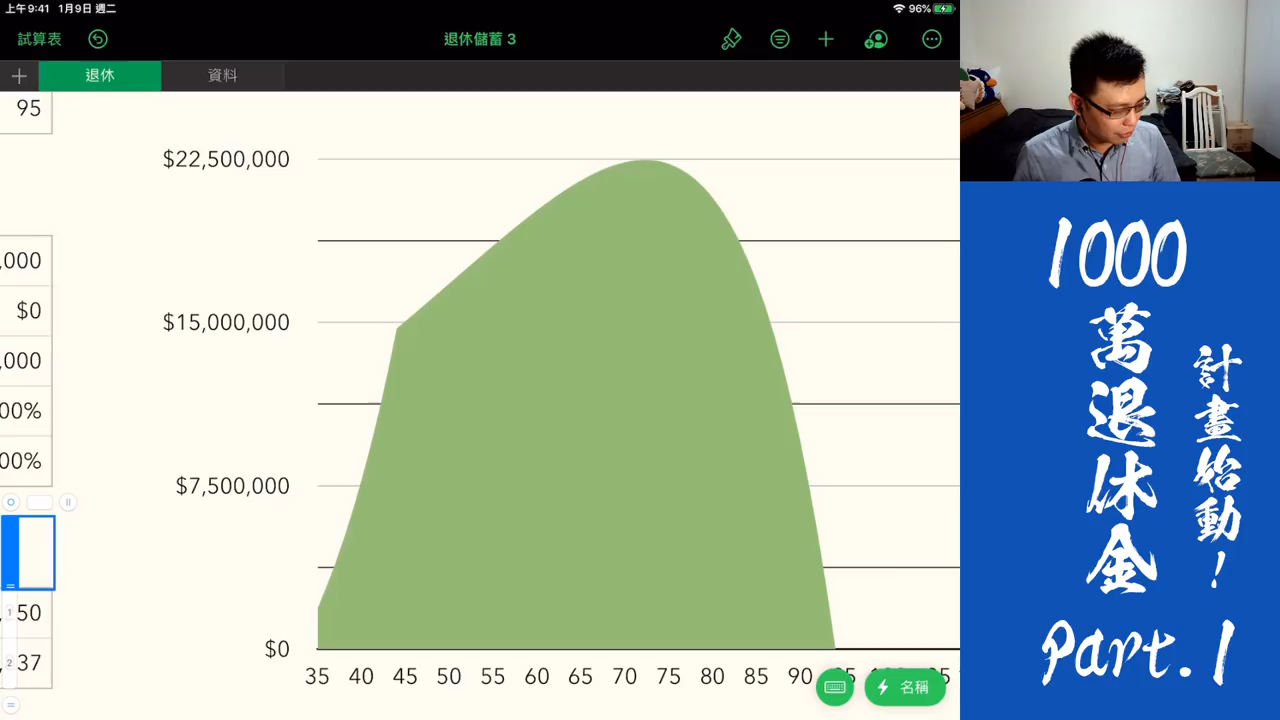 上午9:41 1月9日 週二
96%
試算表
退休儲蓄 3
退休
資料
95
,000
$0
,000
00%
00%
50
37
1
2
$22,500,000
$15,000,000
$7,500,000
$0
35 40 45 50 55 60 65 70 75 80 85 90
名稱
1000
萬退休金
計畫始動!
Part.1